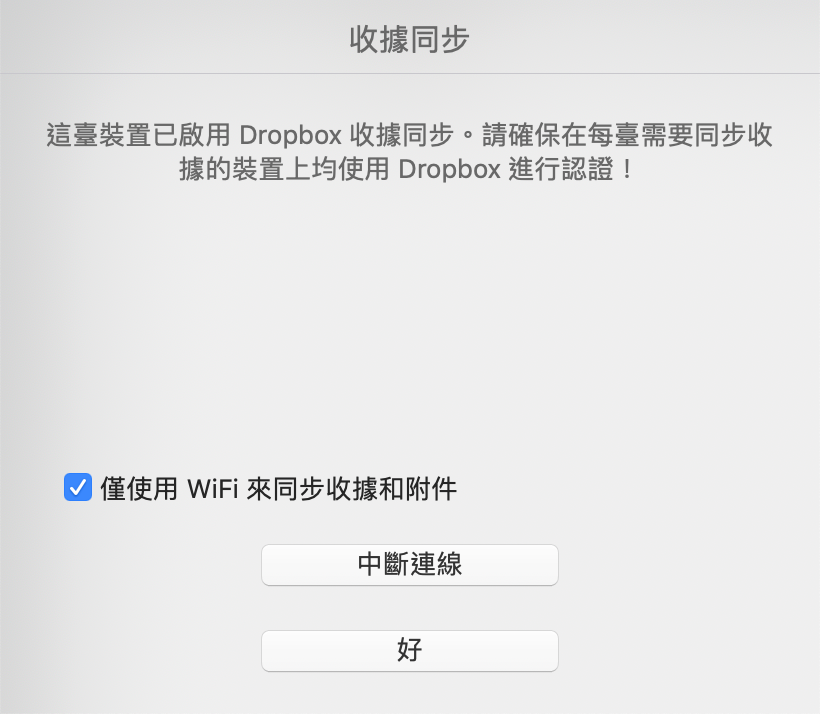 收據同步
這臺裝置已啟用 Dropbox 收據同步。請確保在每臺需要同步收
據的裝置上均使用 Dropbox 進行認證！
僅使用 WiFi 來同步收據和附件
中斷連線
好